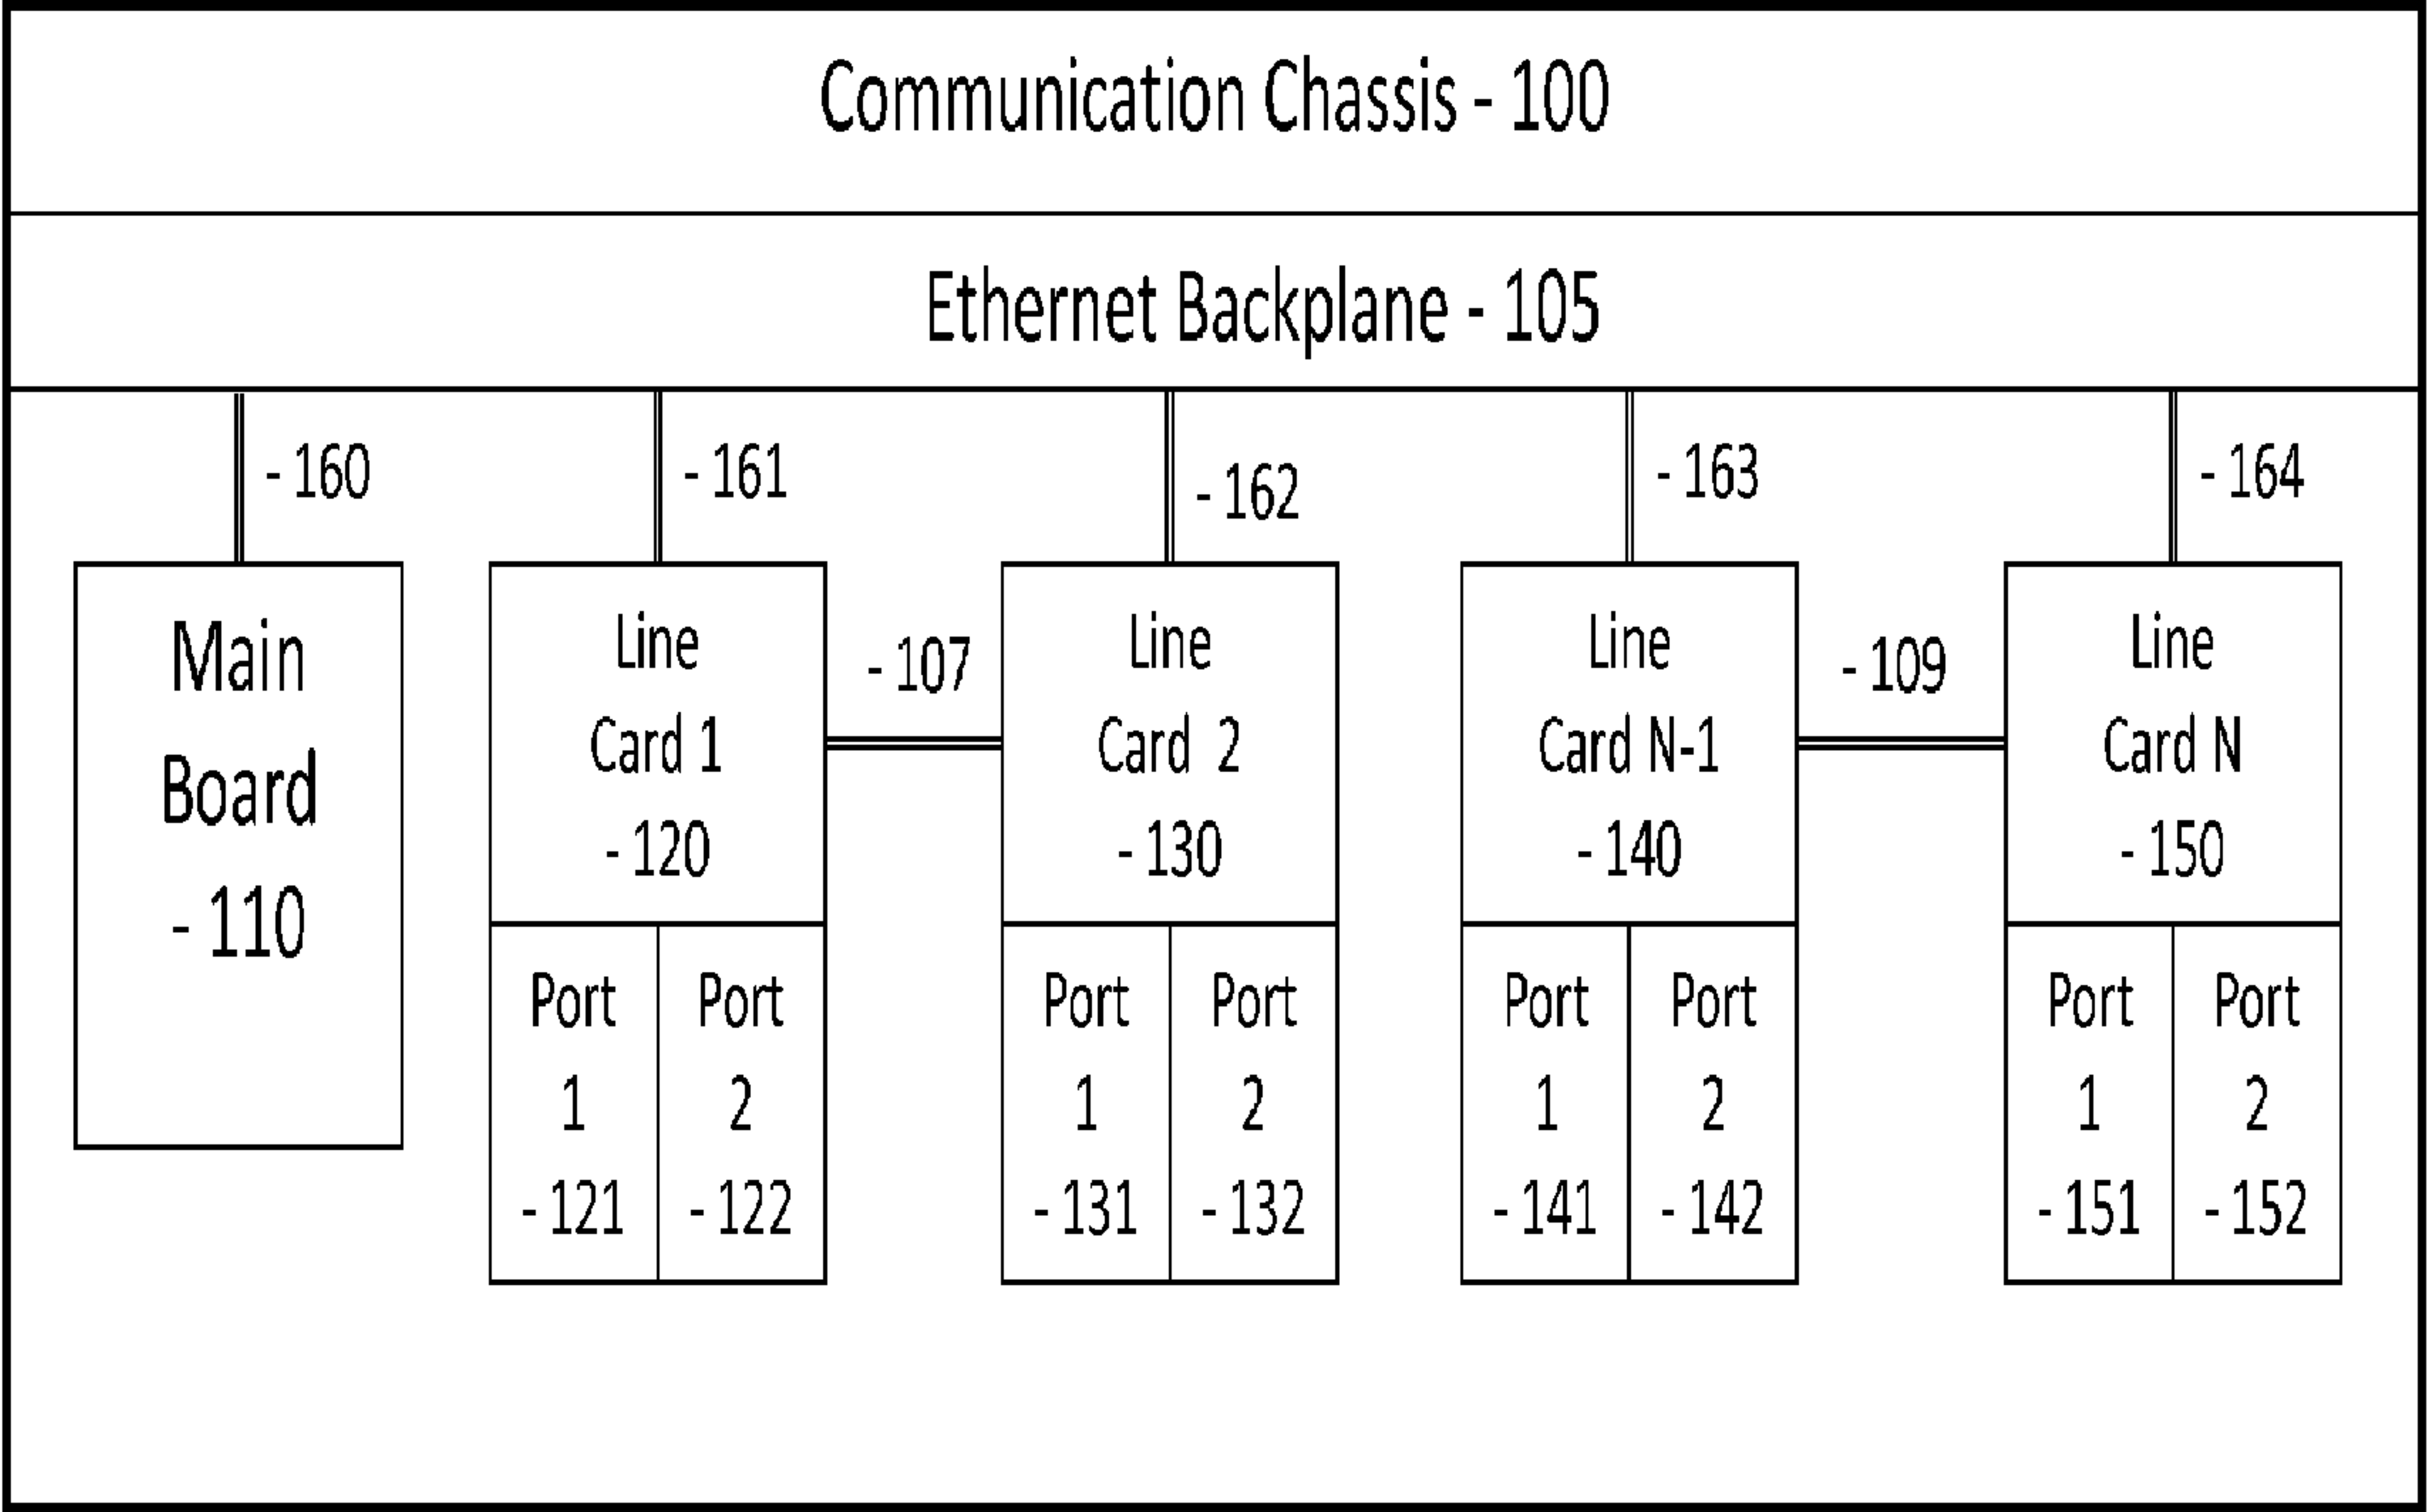 Communication Chassis - 100
Ethernet Backplane - 105
- 160
- 161
- 162
- 163
- 164
Main
Board
- 110
Line
Card 1
- 120
- 107
Line
Card 2
- 130
Line
Card N-1
- 140
- 109
Line
Card N
- 150
Port
1
- 121
Port
2
- 122
Port
1
- 131
Port
2
- 132
Port
1
- 141
Port
2
- 142
Port
1
- 151
Port
2
- 152